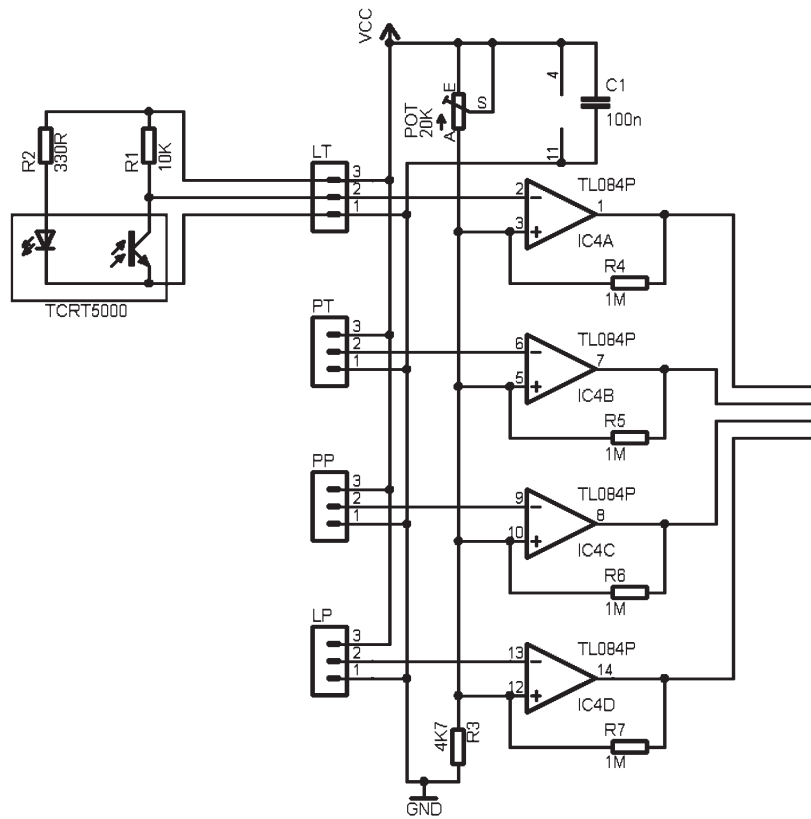 VCC
E
S
POT
20K
A
4
11
C1
100n
R2
330R
R1
10K
LT
3
2
1
TCRT5000
2
3
1
TL084P
IC4A
R4
1M
PT
3
2
1
6
5
7
TL084P
IC4B
R5
1M
PP
3
2
1
9
10
8
TL084P
IC4C
R6
1M
LP
3
2
1
13
12
14
TL084P
IC4D
R7
1M
4K7
R3
GND